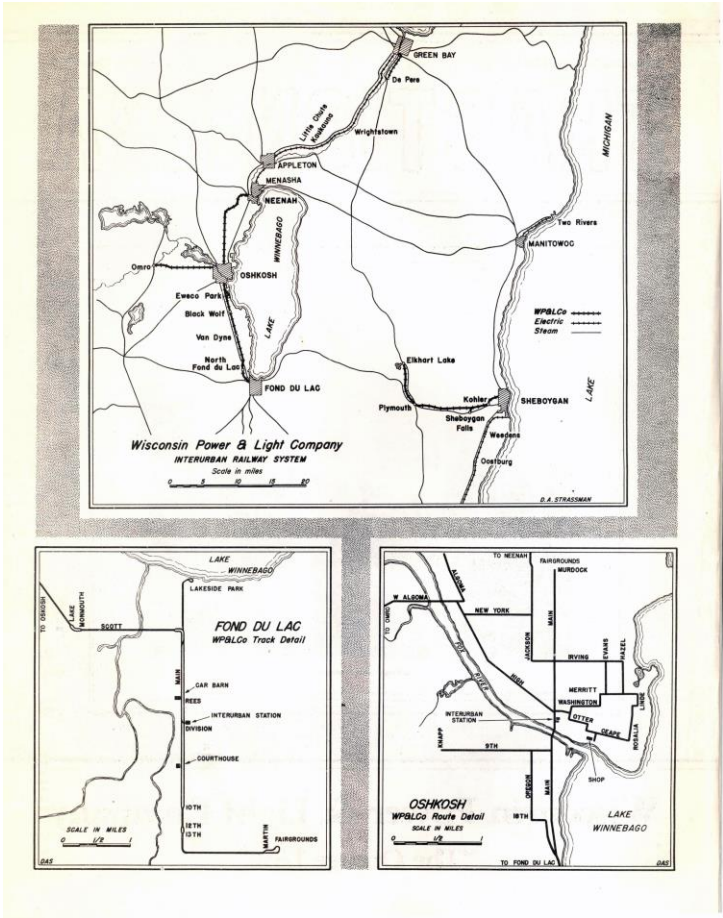 GREEN BAY
De Pere
Little Chute
Kaukauna
Wrightstown
MICHIGAN
APPLETON
MENASHA
NEENAH
WINNEBAGO
LAKE
Two Rivers
MANITOWOC
Omro
OSHKOSH
Eweco Park
Black Wolf
Van Dyne
North
Fond du Lac
FOND DU LAC
WP&LCo
Electric
Steam
Elkhart Lake
Plymouth
Kohler
SHEBOYGAN
Sheboygan
Falls
Weedens
Oostburg
LAKE
Wisconsin Power & Light Company
INTERURBAN RAILWAY SYSTEM
Scale in miles
0 5 10 15 20
D.A. STRASSMAN
LAKE
WINNEBAGO
LAKESIDE PARK
TO OSKOSH
LAKE
MONMOUTH
SCOTT
FOND DU LAC
WP&LCo Track Detail
MAIN
CAR BARN
REES
INTERURBAN STATION
DIVISION
COURTHOUSE
10TH
12TH
13TH
MARTIN
FAIRGROUNDS
SCALE IN MILES
0 1/2 1
DAS
TO NEENAH
FAIRGROUNDS
MURDOCK
ALGOMA
W ALGOMA
TO OMRO
NEW YORK
JACKSON
MAIN
IRVING
EVANS
HAZEL
FOX
RIVER
HIGH
MERRITT
WASHINGTON
LINDE
INTERURBAN
STATION
OTTER
CEAPE
ROSALIA
KNAPP
9TH
SHOP
OREGON
MAIN
18TH
OSHKOSH
WP&LCo Route Detail
SCALE IN MILES
0 1/2 1
LAKE
WINNEBAGO
TO FOND DU LAC
DAS